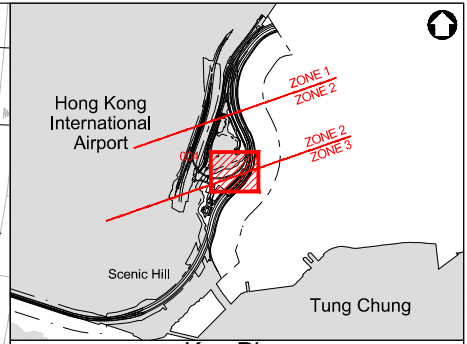 ZONE 1
ZONE 2
Hong Kong
International
Airport
ZONE 2
ZONE 3
Scenic Hill
Tung Chung